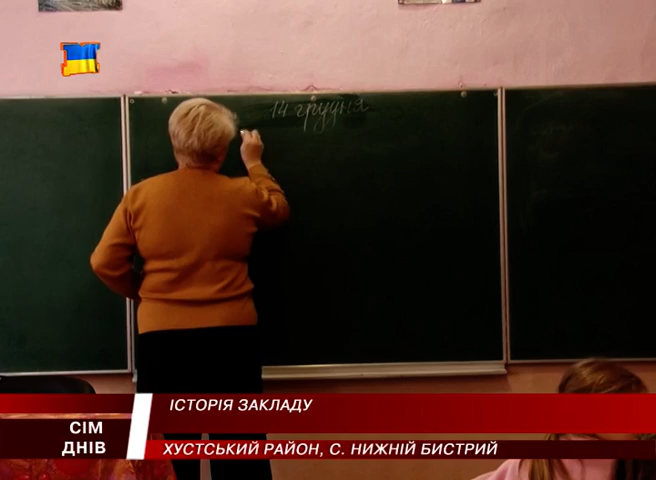 14 грудня
ІСТОРІЯ ЗАКЛАДУ
СІМ
ДНІВ
ХУСТСЬКИЙ РАЙОН, С. НИЖНІЙ БИСТРИЙ